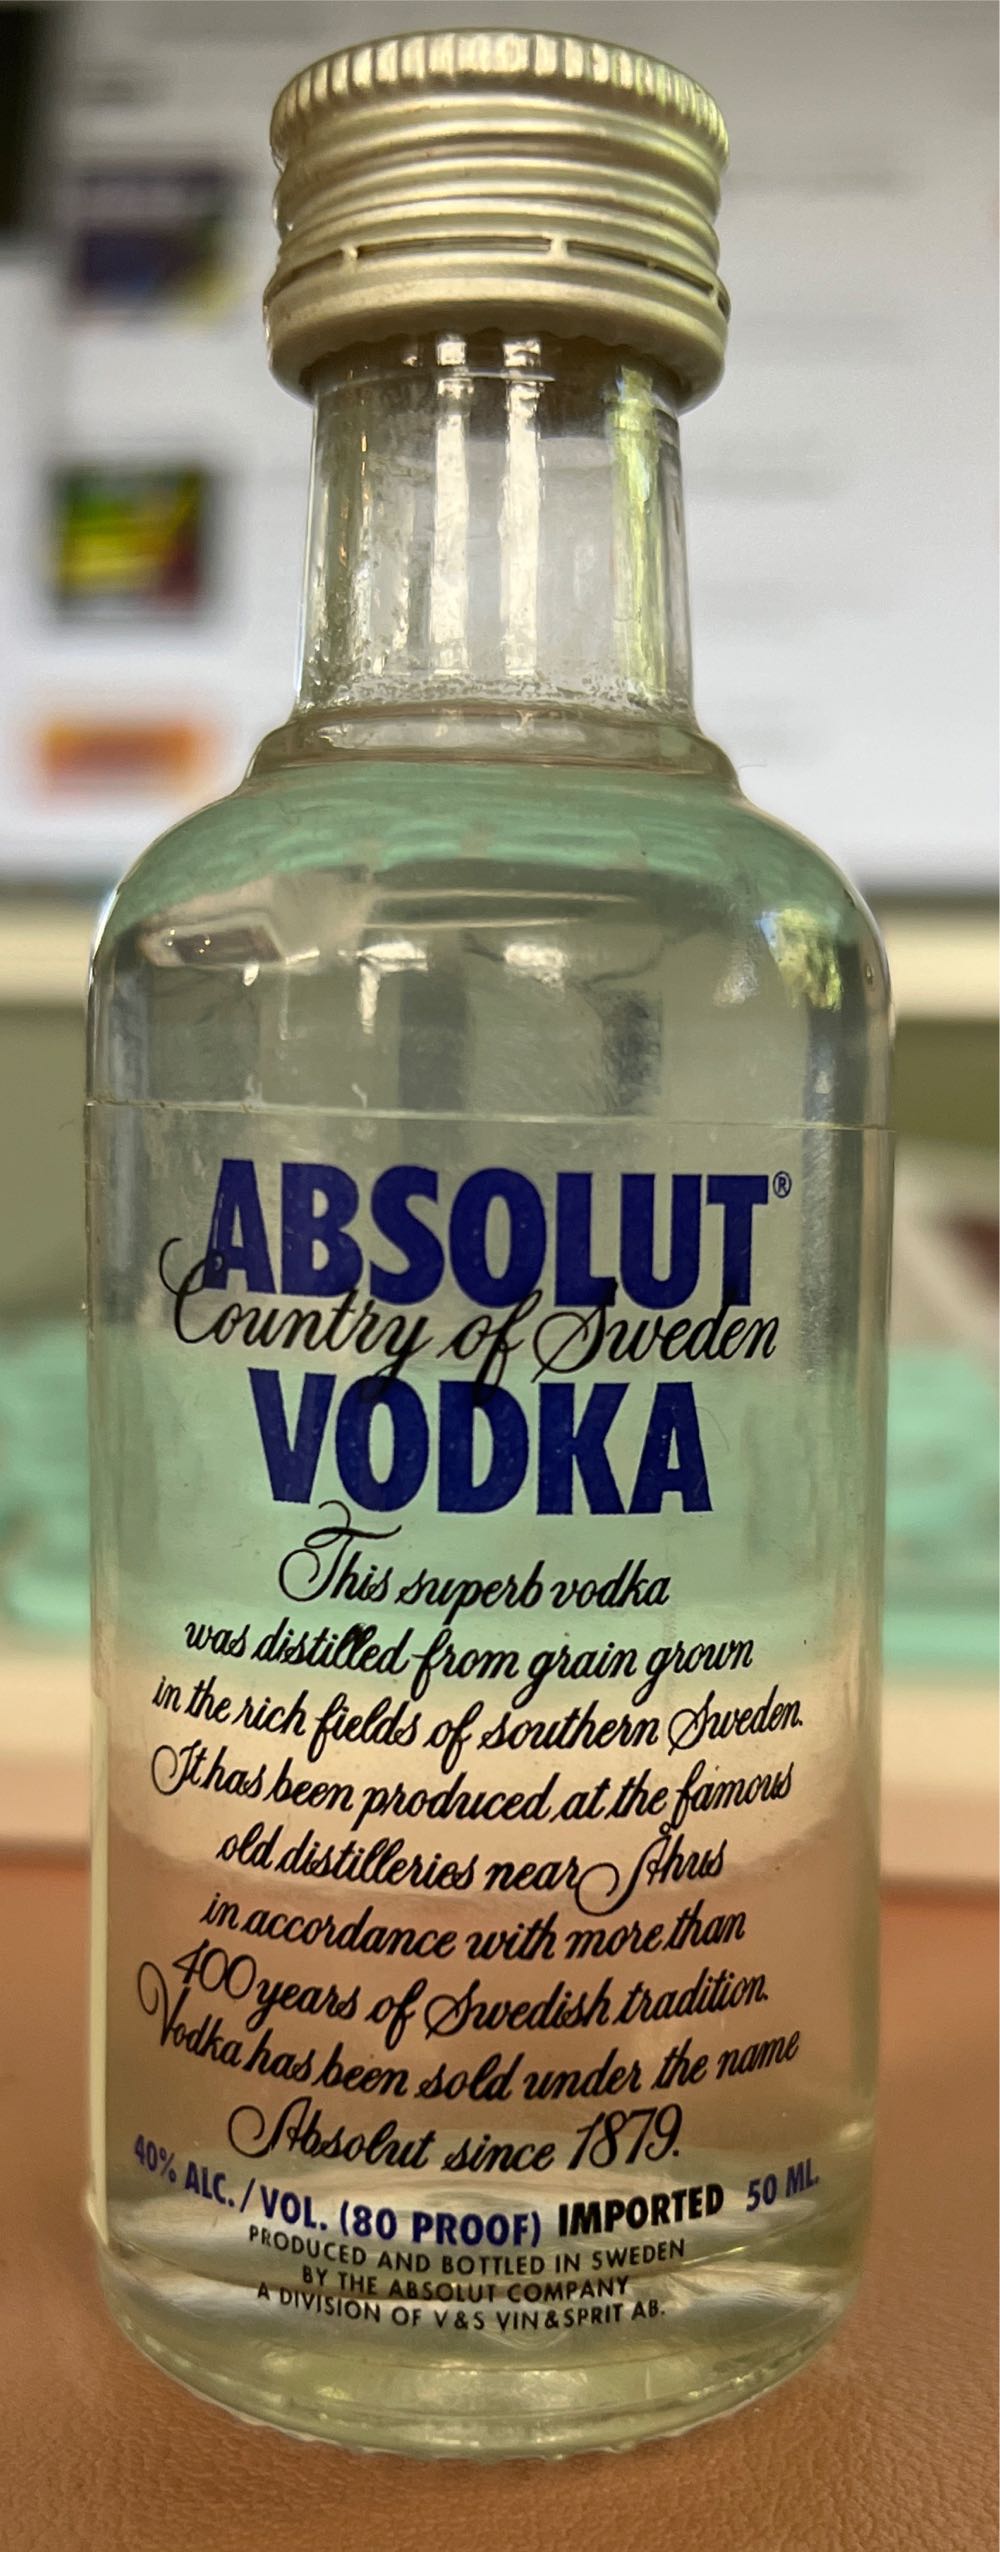 ABSOLUT®
Country of Sweden
VODKA
This superb vodka
was distilled from grain grown
in the rich fields of southern Sweden.
It has been produced at the famous
old distilleries near Åhus
in accordance with more than
400 years of Swedish tradition.
Vodka has been sold under the name
Absolut since 1879.
40% ALC./VOL. (80 PROOF) IMPORTED 50 ML.
PRODUCED AND BOTTLED IN SWEDEN
BY THE ABSOLUT COMPANY
A DIVISION OF V&S VIN&SPRIT AB.